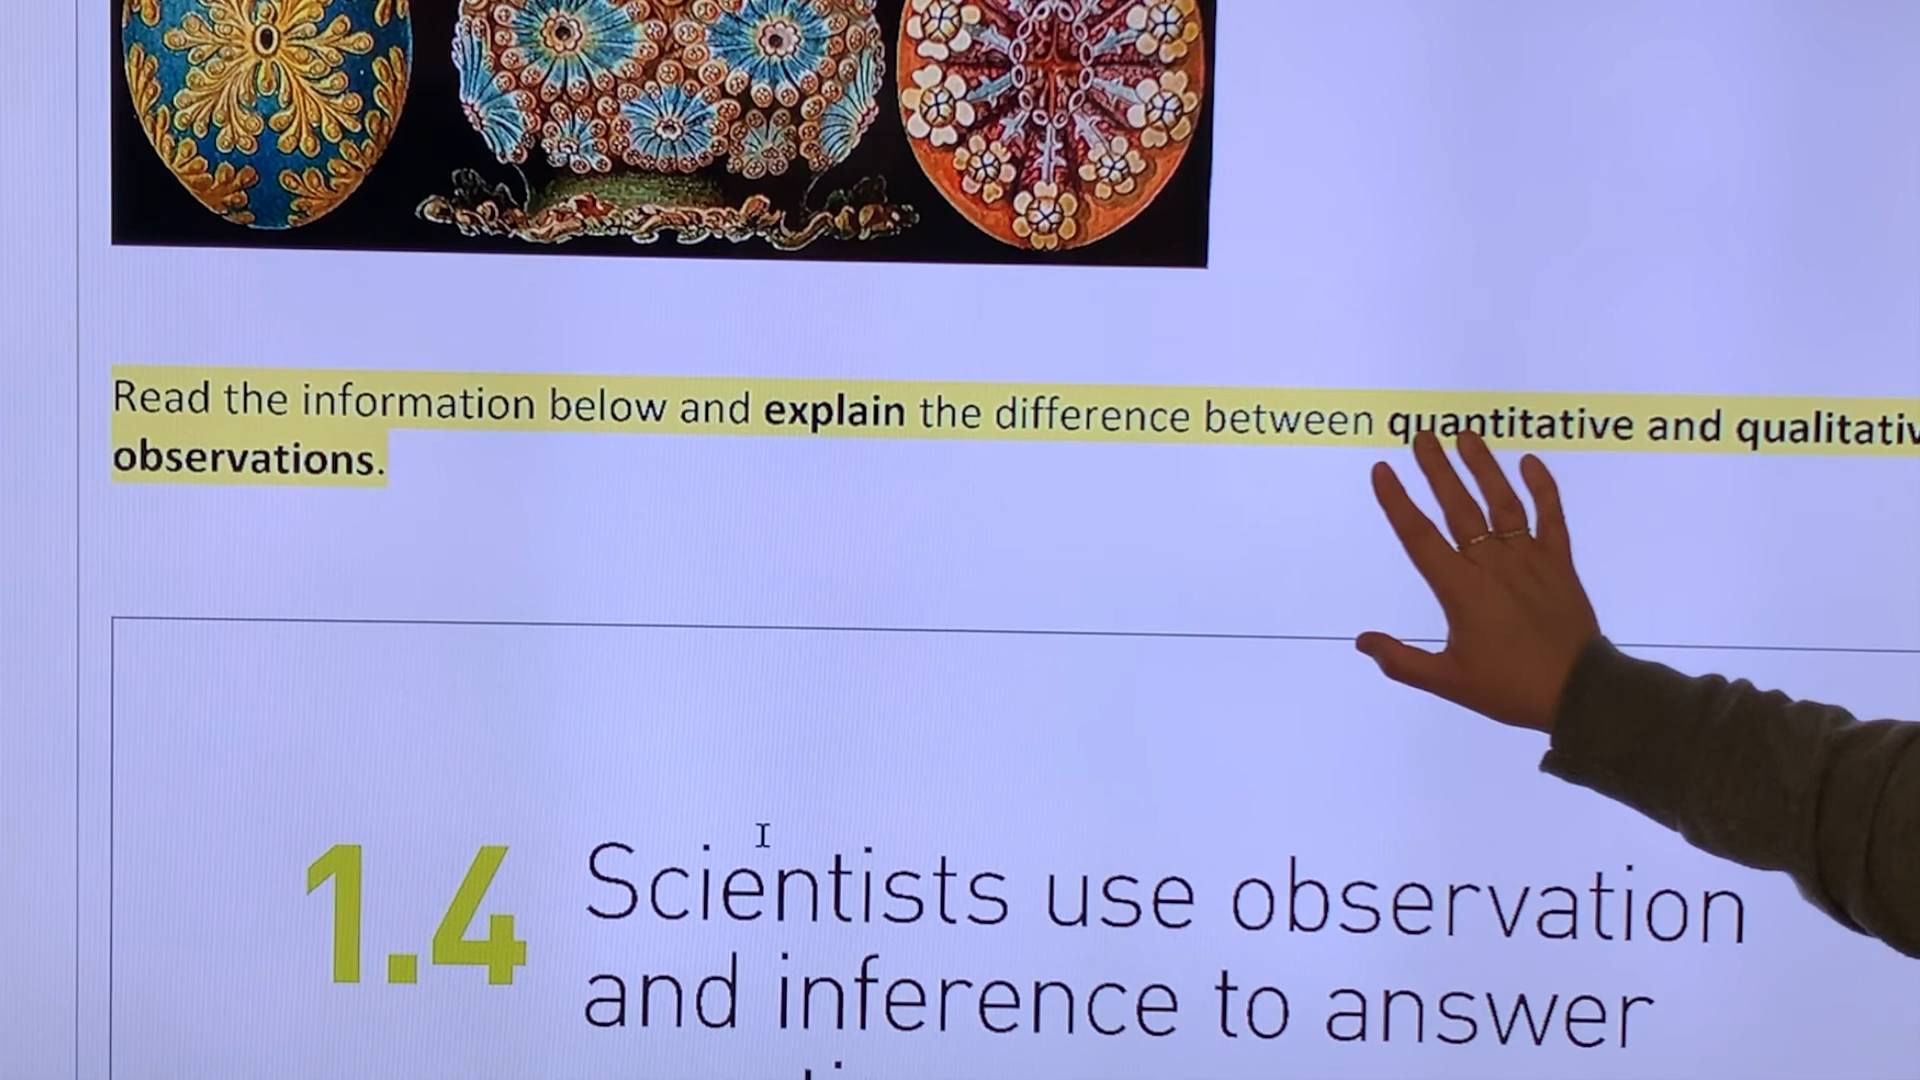 Read the information below and explain the difference between quantitative and qualitativ
observations.
1.4 Scientists use observation
and inference to answer